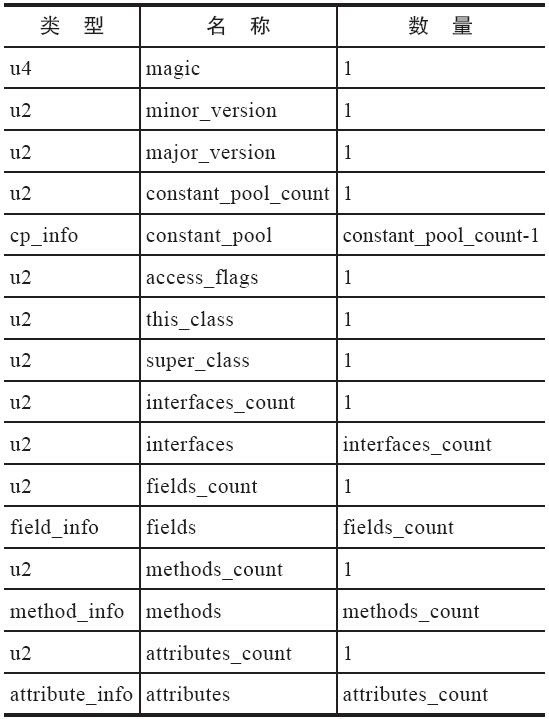 类 型 名 称 数 量
u4 magic 1
u2 minor_version 1
u2 major_version 1
u2 constant_pool_count 1
cp_info constant_pool constant_pool_count-1
u2 access_flags 1
u2 this_class 1
u2 super_class 1
u2 interfaces_count 1
u2 interfaces interfaces_count
u2 fields_count 1
field_info fields fields_count
u2 methods_count 1
method_info methods methods_count
u2 attributes_count 1
attribute_info attributes attributes_count